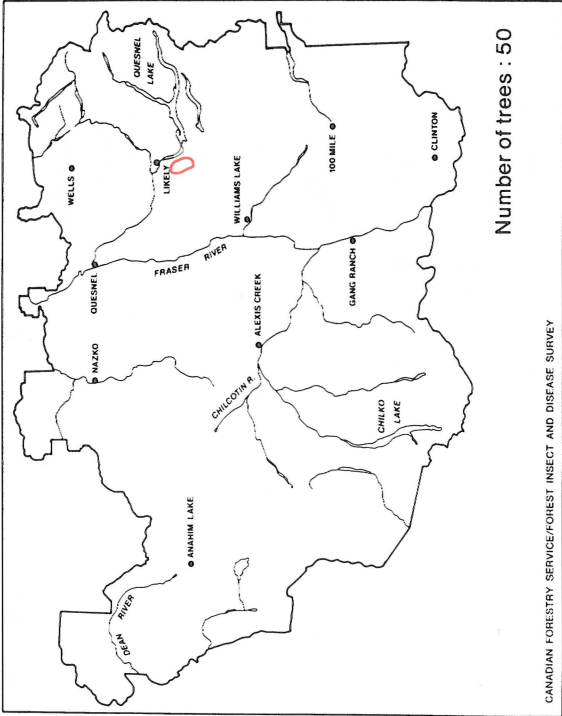 QUESNEL
LAKE
WELLS
LIKELY
QUESNEL
NAZKO
FRASER RIVER
WILLIAMS LAKE
100 MILE
ANAHIM LAKE
DEAN RIVER
ALEXIS CREEK
CHILCOTIN R.
GANG RANCH
CLINTON
CHILKO
LAKE
Number of trees : 50
CANADIAN FORESTRY SERVICE/FOREST INSECT AND DISEASE SURVEY